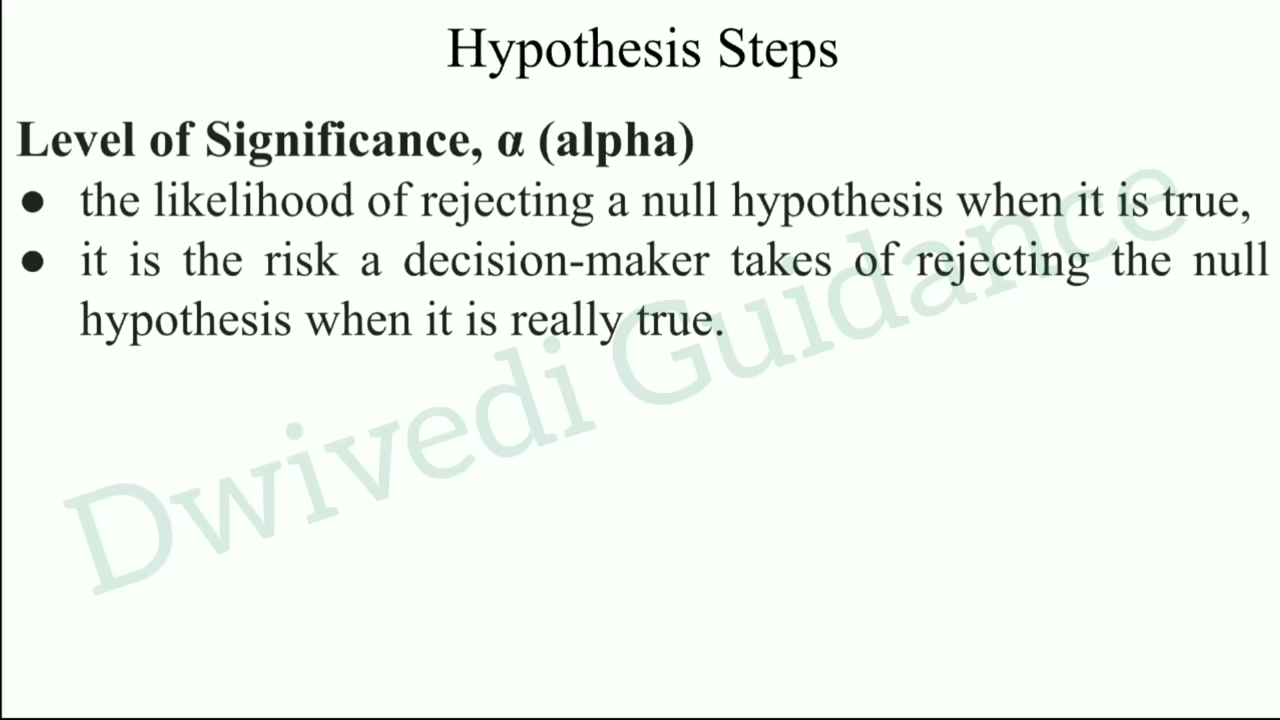 Hypothesis Steps
Level of Significance, α (alpha)
● the likelihood of rejecting a null hypothesis when it is true,
● it is the risk a decision-maker takes of rejecting the null
hypothesis when it is really true.
Dwivedi Guidance